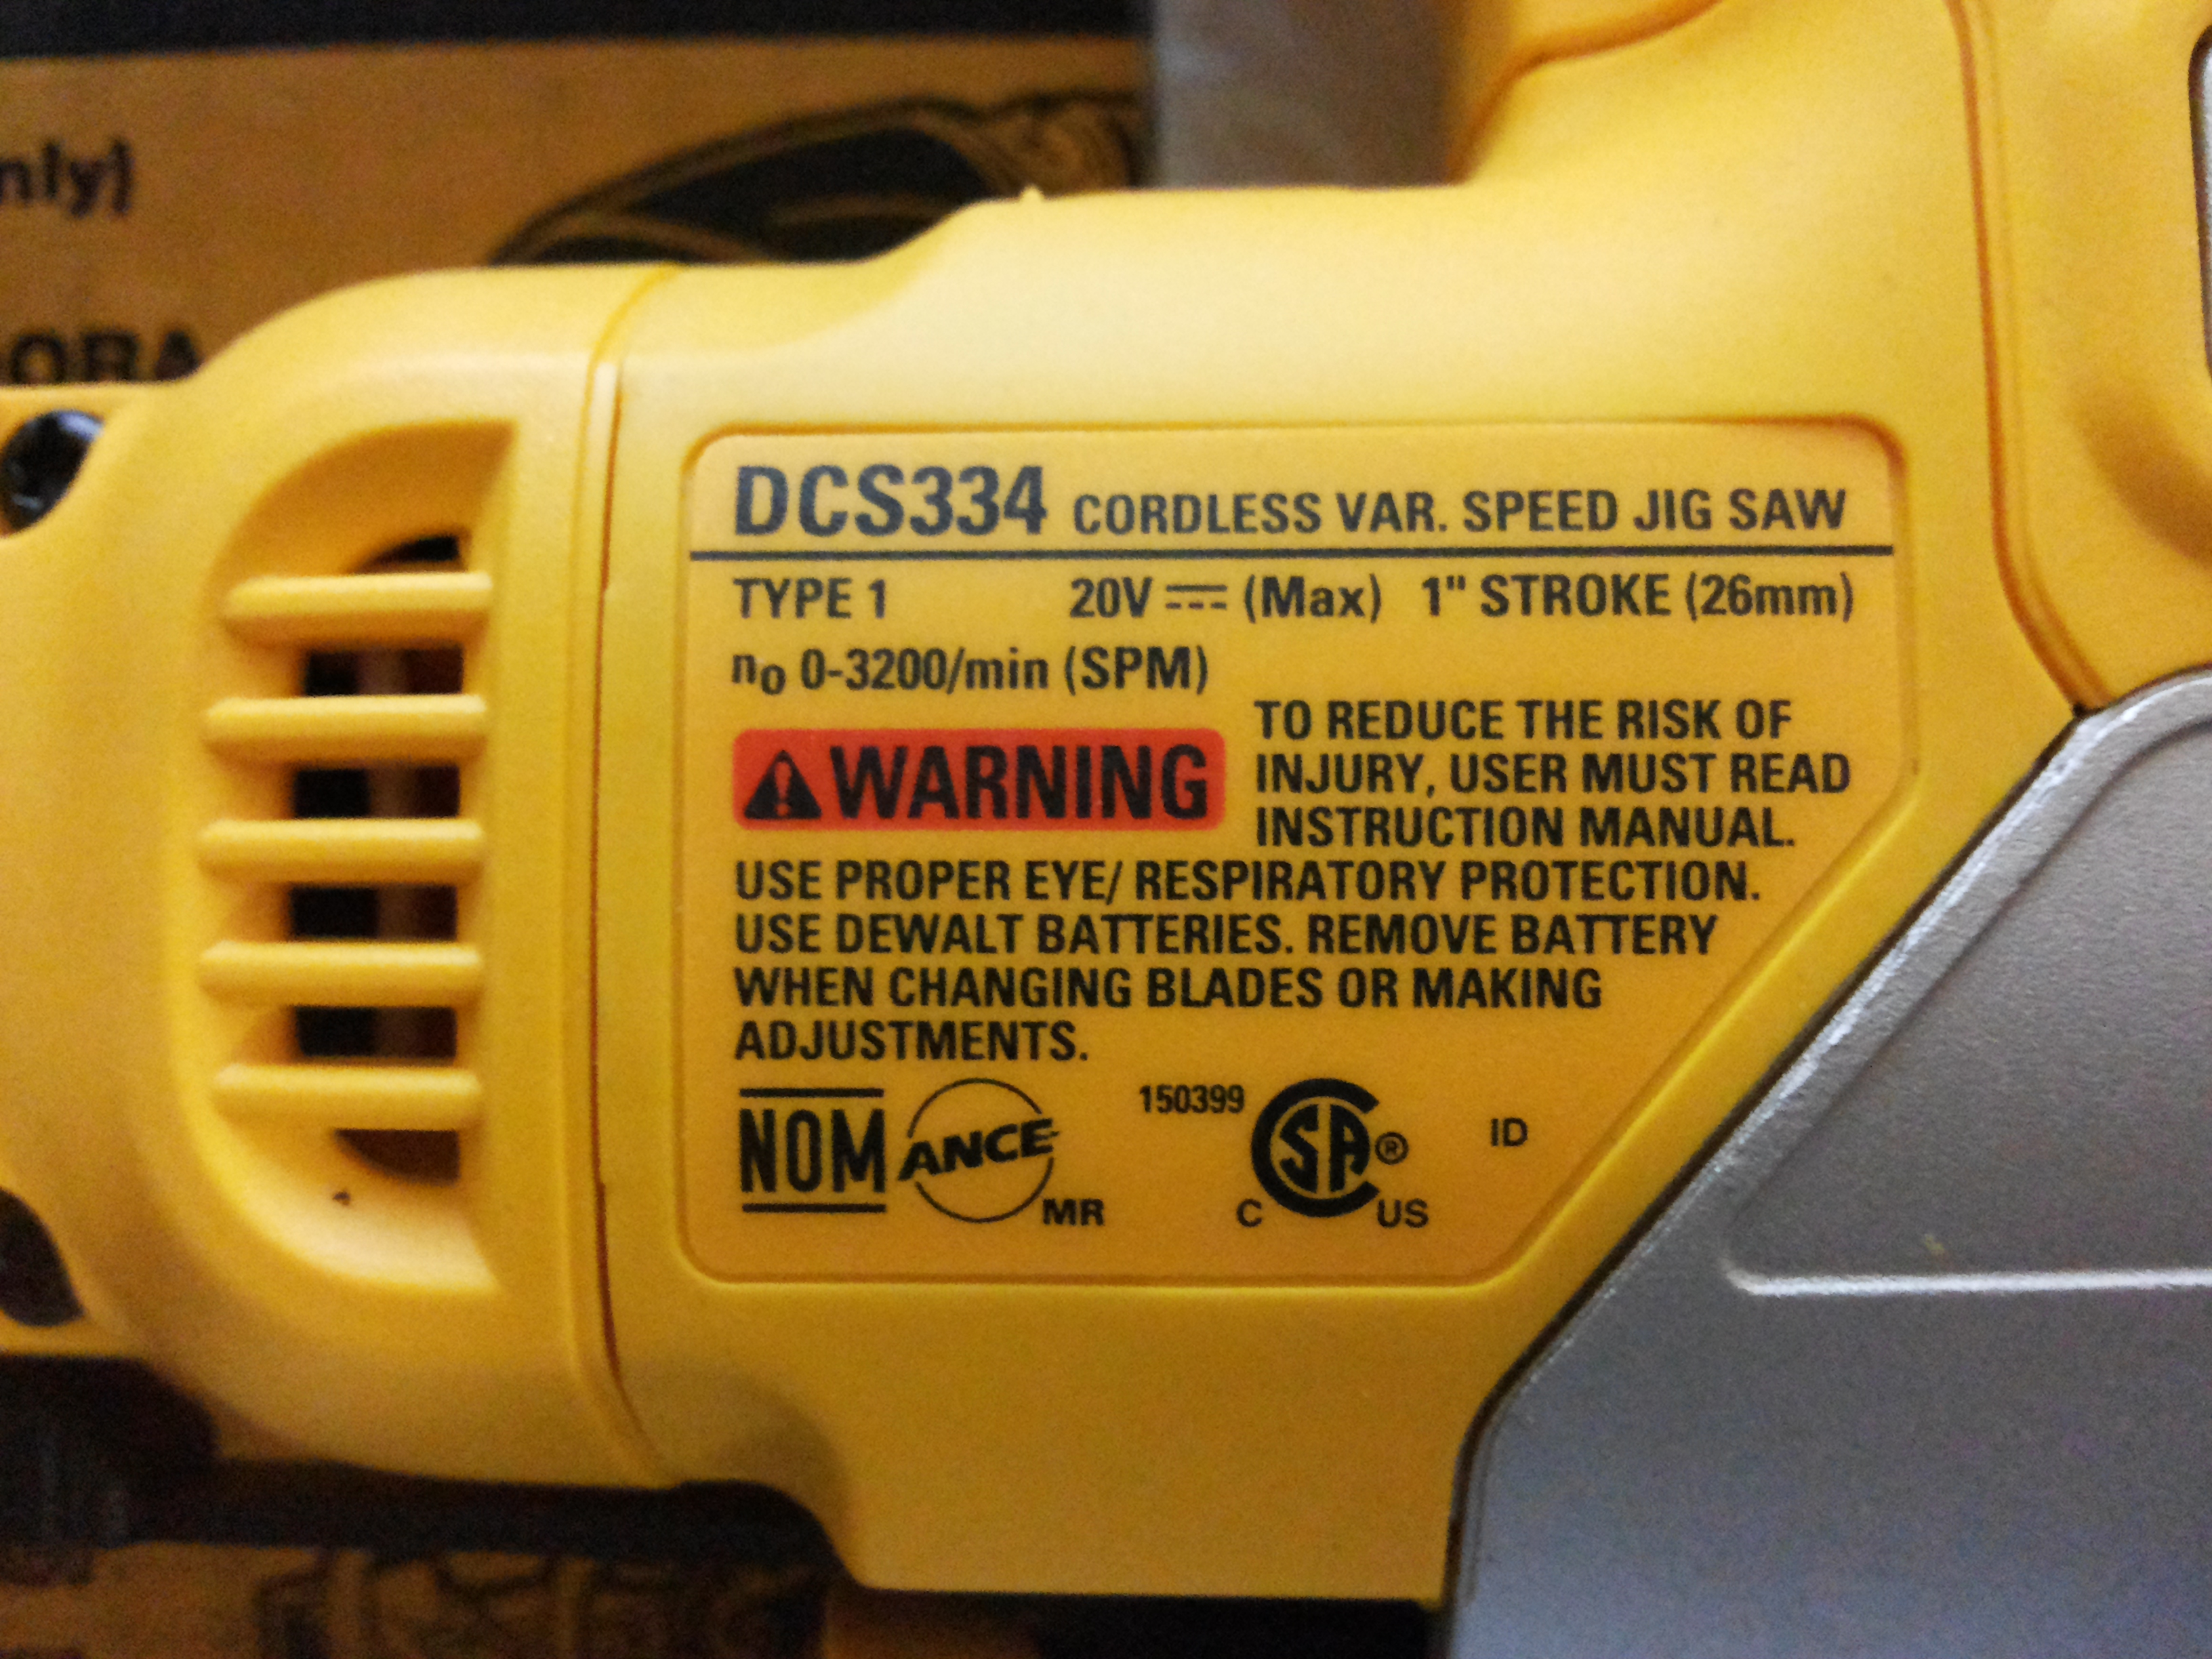 nly)
DCS334 CORDLESS VAR. SPEED JIG SAW
TYPE 1 20V ⎓ (Max) 1" STROKE (26mm)
n₀ 0-3200/min (SPM)
⚠WARNING TO REDUCE THE RISK OF
INJURY, USER MUST READ
INSTRUCTION MANUAL.
USE PROPER EYE/ RESPIRATORY PROTECTION.
USE DEWALT BATTERIES. REMOVE BATTERY
WHEN CHANGING BLADES OR MAKING
ADJUSTMENTS.
NOM ANCE MR 150399 C SA® US ID